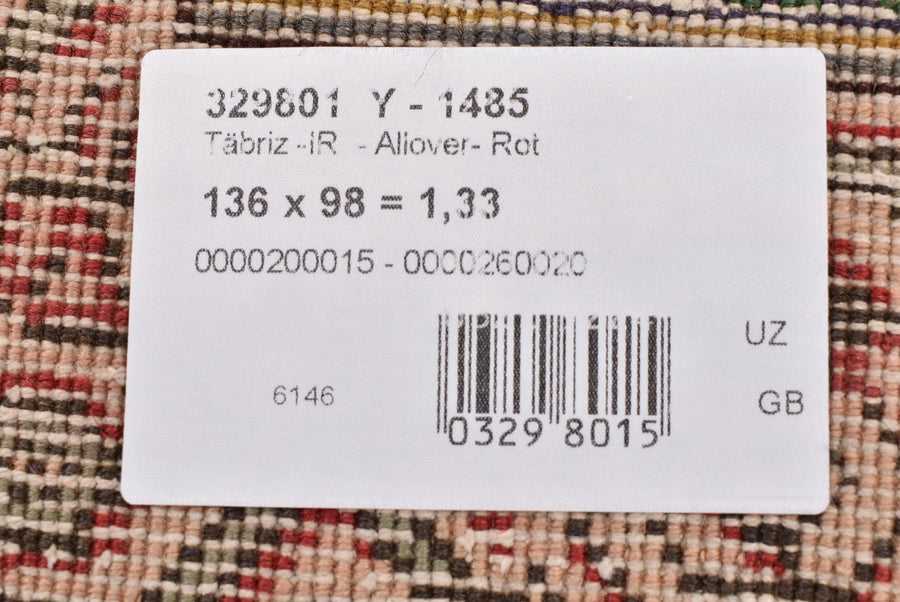 329801 Y - 1485
Täbriz -IR - Allover- Rot
136 x 98 = 1,33
0000200015 - 0000260020
UZ
6146
GB
0329 8015